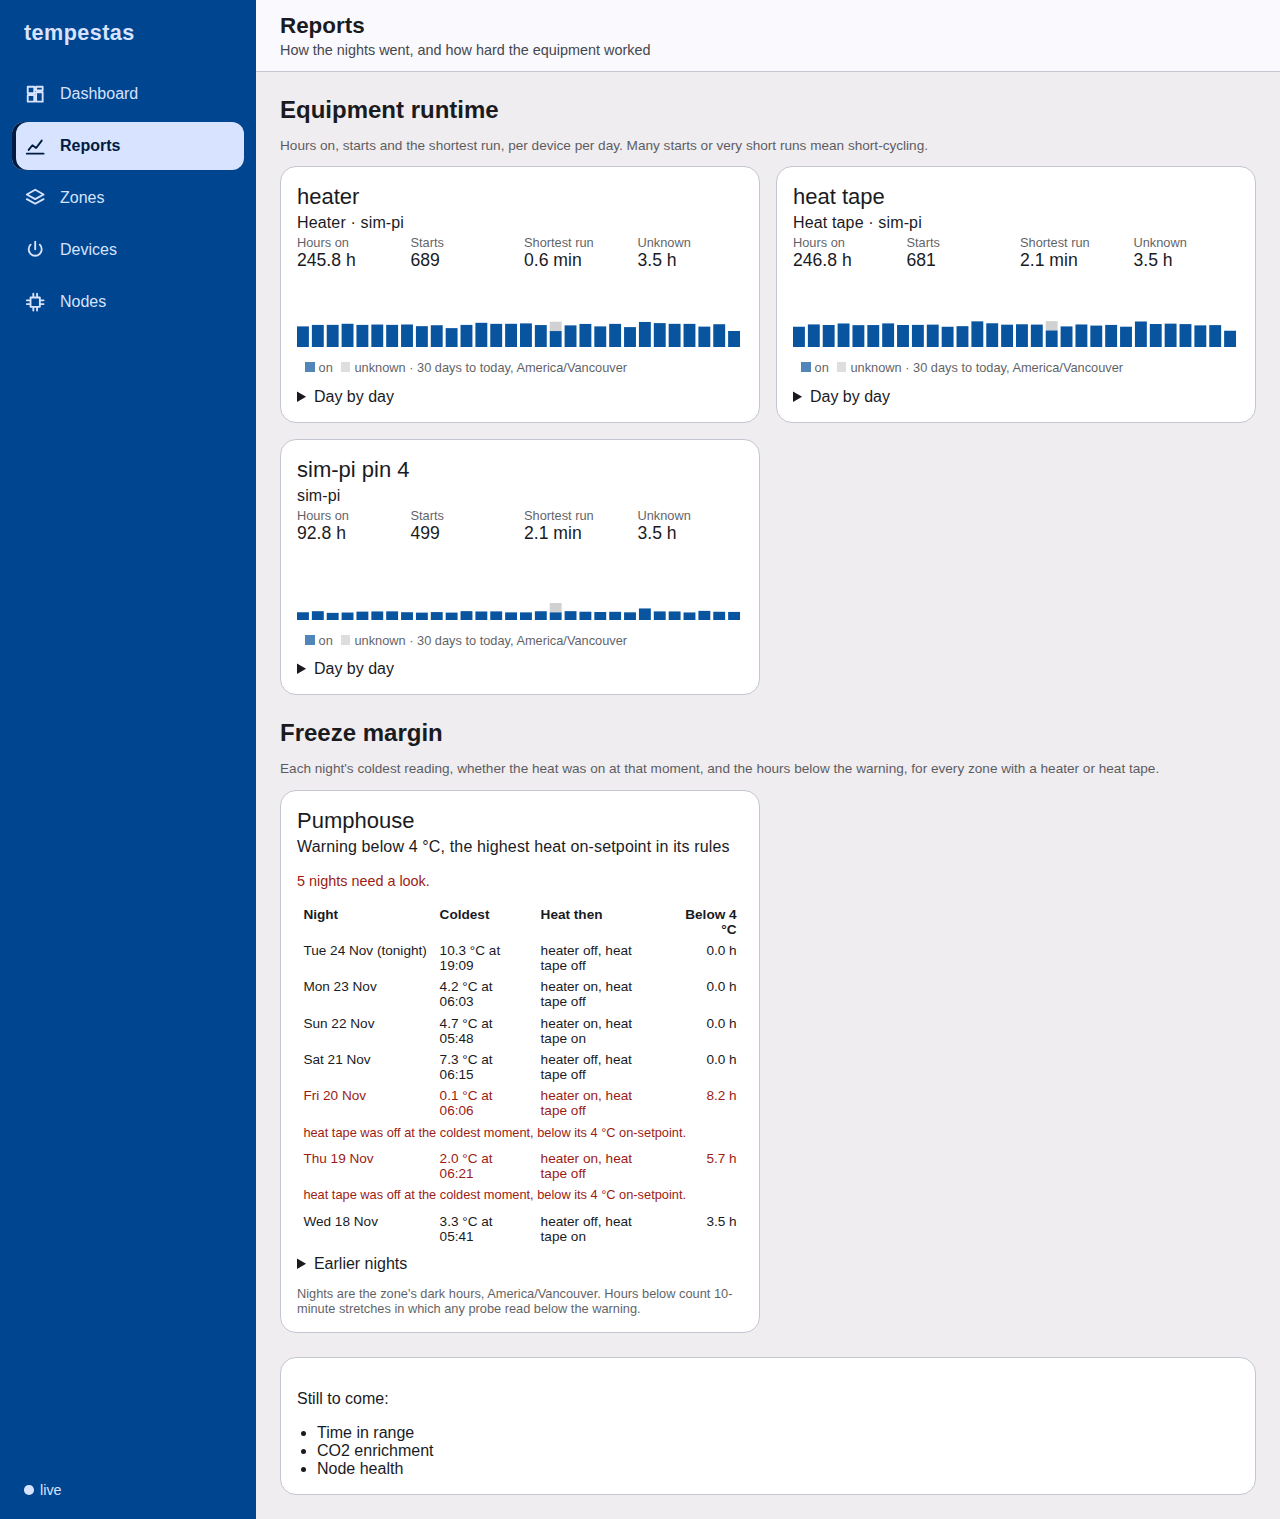 tempestas
Dashboard
Reports
Zones
Devices
Nodes
live
Reports
How the nights went, and how hard the equipment worked
Equipment runtime
Hours on, starts and the shortest run, per device per day. Many starts or very short runs mean short-cycling.
heater
Heater · sim-pi
Hours on Starts Shortest run Unknown
245.8 h 689 0.6 min 3.5 h
on unknown · 30 days to today, America/Vancouver
Day by day
heat tape
Heat tape · sim-pi
Hours on Starts Shortest run Unknown
246.8 h 681 2.1 min 3.5 h
on unknown · 30 days to today, America/Vancouver
Day by day
sim-pi pin 4
sim-pi
Hours on Starts Shortest run Unknown
92.8 h 499 2.1 min 3.5 h
on unknown · 30 days to today, America/Vancouver
Day by day
Freeze margin
Each night's coldest reading, whether the heat was on at that moment, and the hours below the warning, for every zone with a heater or heat tape.
Pumphouse
Warning below 4 °C, the highest heat on-setpoint in its rules
5 nights need a look.
Night Coldest Heat then Below 4
°C
Tue 24 Nov (tonight) 10.3 °C at heater off, heat 0.0 h
19:09 tape off
Mon 23 Nov 4.2 °C at heater on, heat 0.0 h
06:03 tape off
Sun 22 Nov 4.7 °C at heater on, heat 0.0 h
05:48 tape on
Sat 21 Nov 7.3 °C at heater off, heat 0.0 h
06:15 tape off
Fri 20 Nov 0.1 °C at heater on, heat 8.2 h
06:06 tape off
heat tape was off at the coldest moment, below its 4 °C on-setpoint.
Thu 19 Nov 2.0 °C at heater on, heat 5.7 h
06:21 tape off
heat tape was off at the coldest moment, below its 4 °C on-setpoint.
Wed 18 Nov 3.3 °C at heater off, heat 3.5 h
05:41 tape on
Earlier nights
Nights are the zone's dark hours, America/Vancouver. Hours below count 10-
minute stretches in which any probe read below the warning.
Still to come:
• Time in range
• CO2 enrichment
• Node health